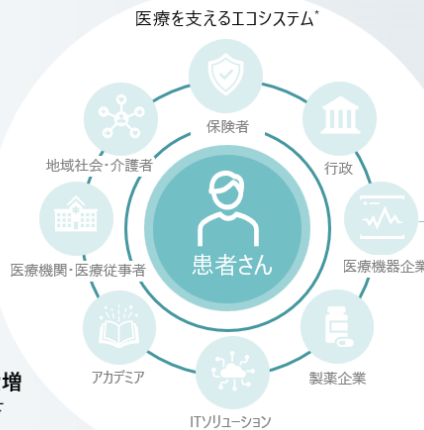 医療を支えるエコシステム*
保険者
行政
地域社会・介護者
患者さん
医療機関・医療従事者
医療機器企業
アカデミア
製薬企業
ITソリューション
増